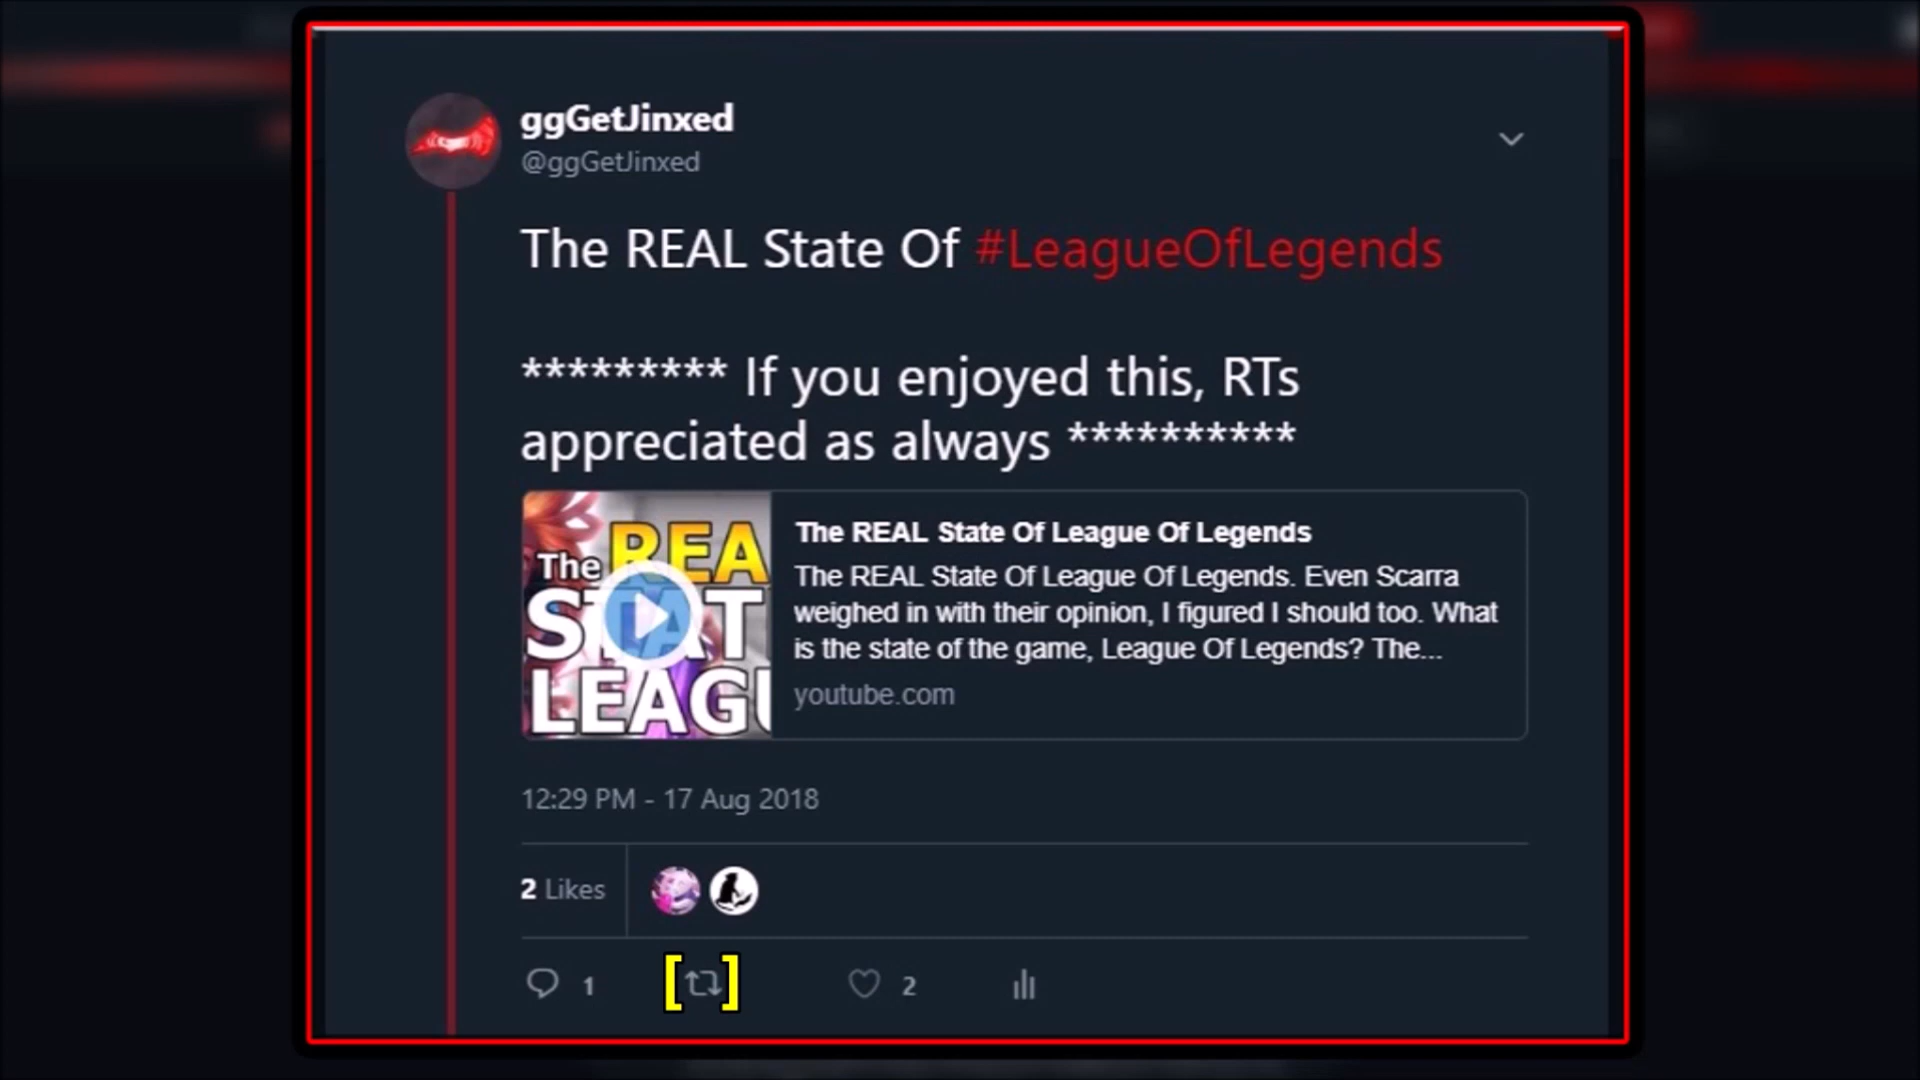 ggGetJinxed
@ggGetJinxed
The REAL State Of #LeagueOfLegends
********* If you enjoyed this, RTs
appreciated as always **********
The REA
STAT
LEAGU
The REAL State Of League Of Legends
The REAL State Of League Of Legends. Even Scarra
weighed in with their opinion, I figured I should too. What
is the state of the game, League Of Legends? The...
youtube.com
12:29 PM - 17 Aug 2018
2 Likes
1 [ ] 2